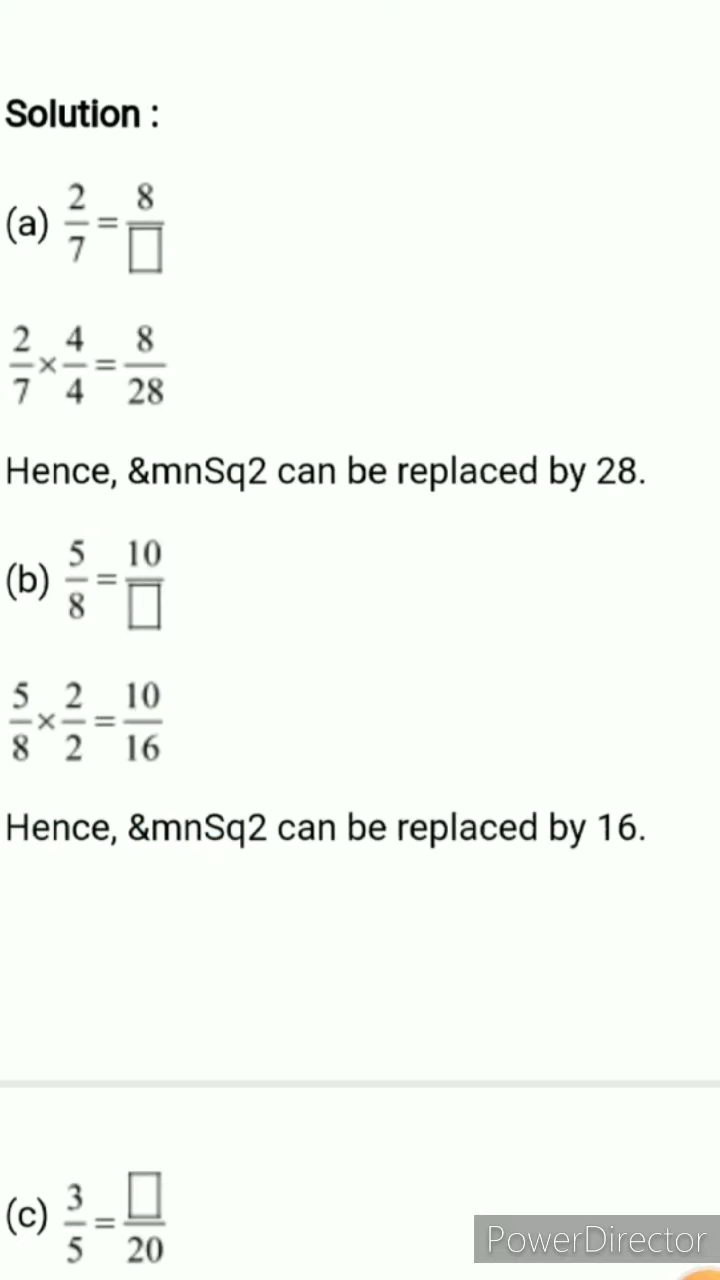 Solution :
(a) 2/7 = 8/□
2/7 × 4/4 = 8/28
Hence, &mnSq2 can be replaced by 28.
(b) 5/8 = 10/□
5/8 × 2/2 = 10/16
Hence, &mnSq2 can be replaced by 16.
(c) 3/5 = □/20
PowerDirector